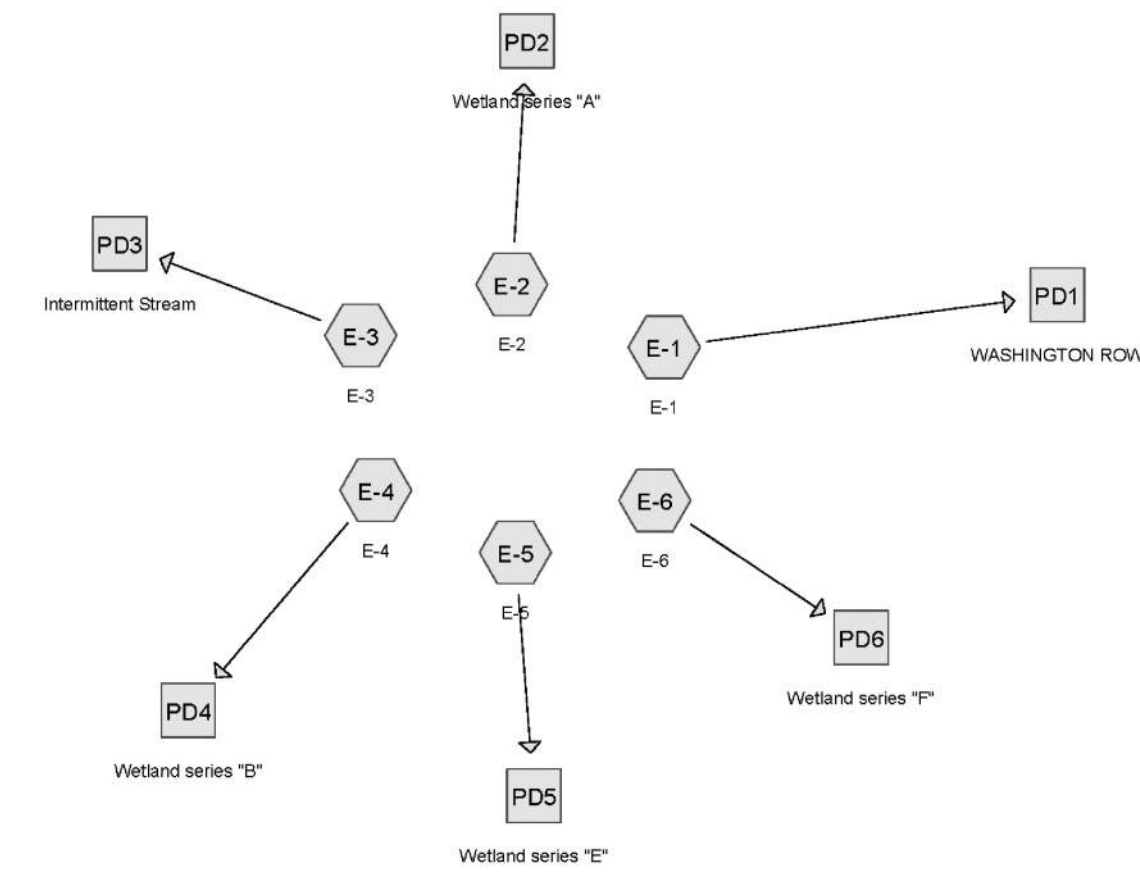 PD2
Wetland series "A"
PD3
Intermittent Stream
E-2
E-2
PD1
WASHINGTON ROW
E-3
E-3
E-1
E-1
E-4
E-4
E-6
E-6
E-5
E-5
PD6
Wetland series "F"
PD4
Wetland series "B"
PD5
Wetland series "E"